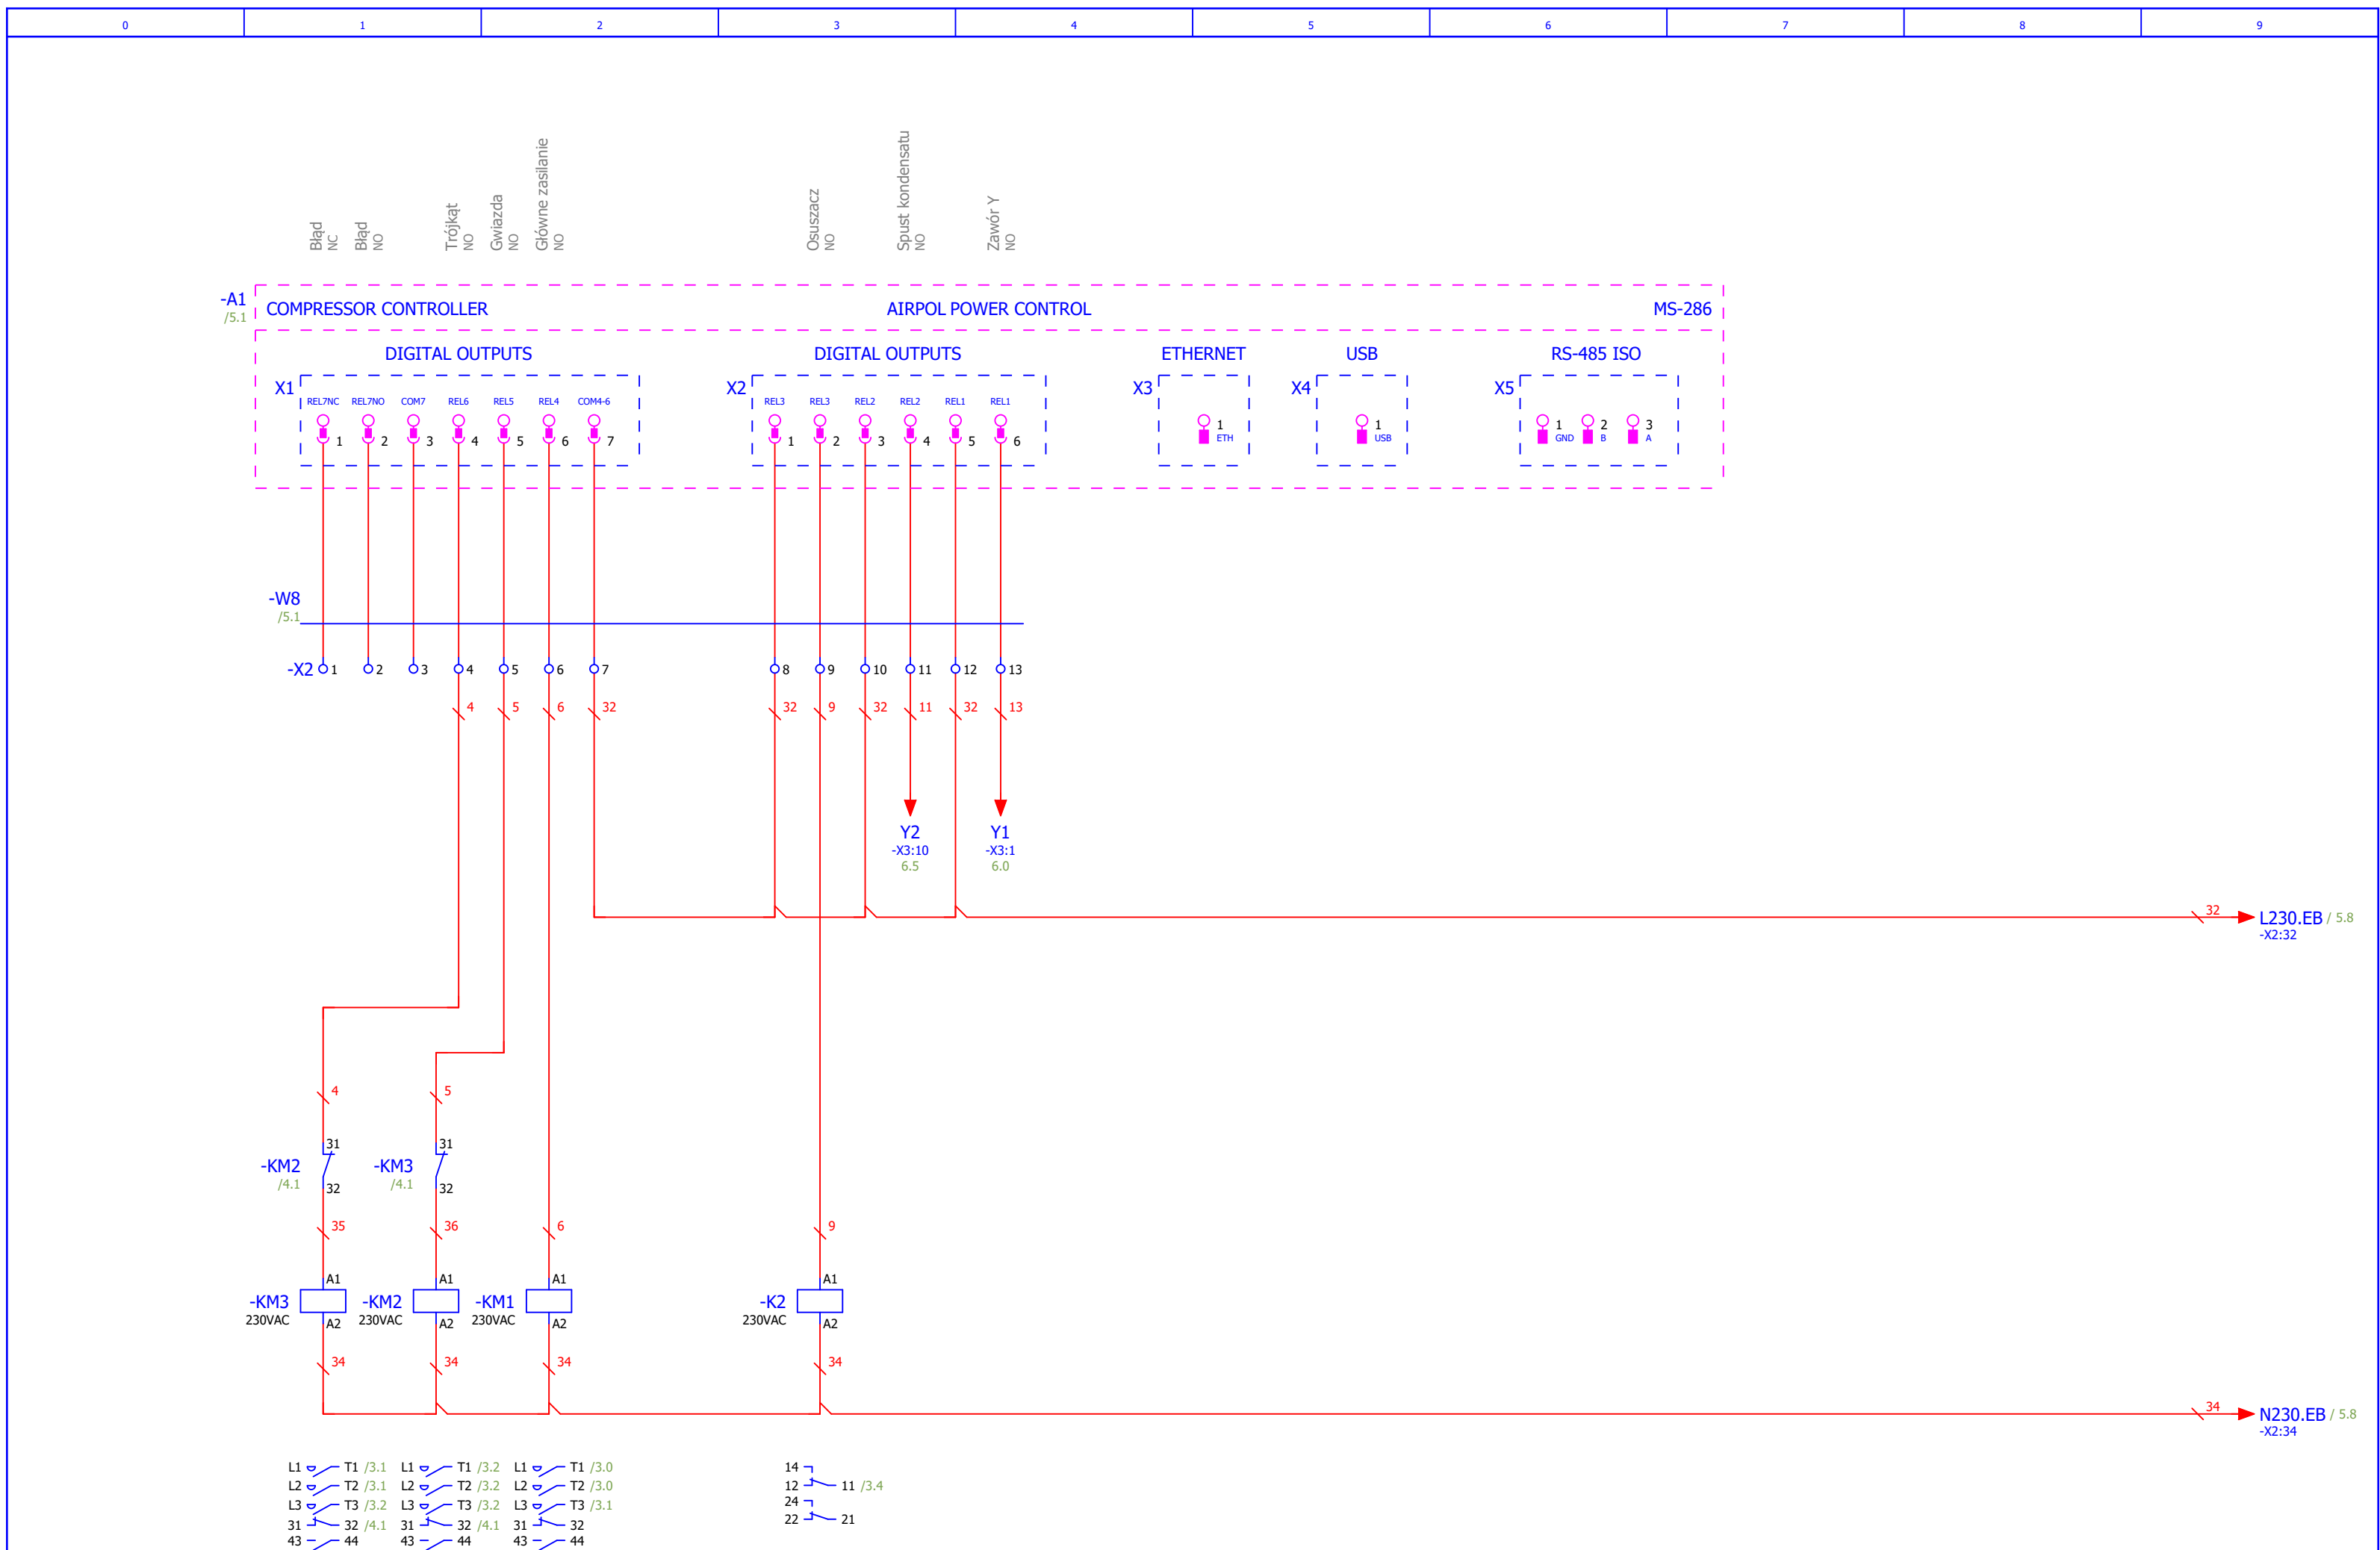 0 1 2 3 4 5 6 7 8 9
Błąd NC
Błąd NO
Trójkąt NO
Gwiazda NO
Główne zasilanie NO
Osuszacz NO
Spust kondensatu NO
Zawór Y NO
-A1
/5.1
COMPRESSOR CONTROLLER AIRPOL POWER CONTROL MS-286
DIGITAL OUTPUTS DIGITAL OUTPUTS ETHERNET USB RS-485 ISO
X1 X2 X3 X4 X5
REL7NC REL7NO COM7 REL6 REL5 REL4 COM4-6 REL3 REL3 REL2 REL2 REL1 REL1
1 2 3 4 5 6 7 1 2 3 4 5 6 1 1 1 2 3
ETH USB GND B A
-W8
/5.1
-X2 1 2 3 4 5 6 7 8 9 10 11 12 13
4 5 6 32 32 9 32 11 32 13
Y2 Y1
-X3:10 -X3:1
6.5 6.0
32 L230.EB / 5.8
-X2:32
4 5
31 31
-KM2 -KM3
/4.1 /4.1
32 32
35 36 6 9
A1 A1 A1 A1
-KM3 -KM2 -KM1 -K2
230VAC 230VAC 230VAC 230VAC
A2 A2 A2 A2
34 34 34 34
34 N230.EB / 5.8
-X2:34
L1 T1 /3.1 L1 T1 /3.2 L1 T1 /3.0 14
L2 T2 /3.1 L2 T2 /3.2 L2 T2 /3.0 12 11 /3.4
L3 T3 /3.2 L3 T3 /3.2 L3 T3 /3.1 24
31 32 /4.1 31 32 /4.1 31 32 22 21
43 44 43 44 43 44